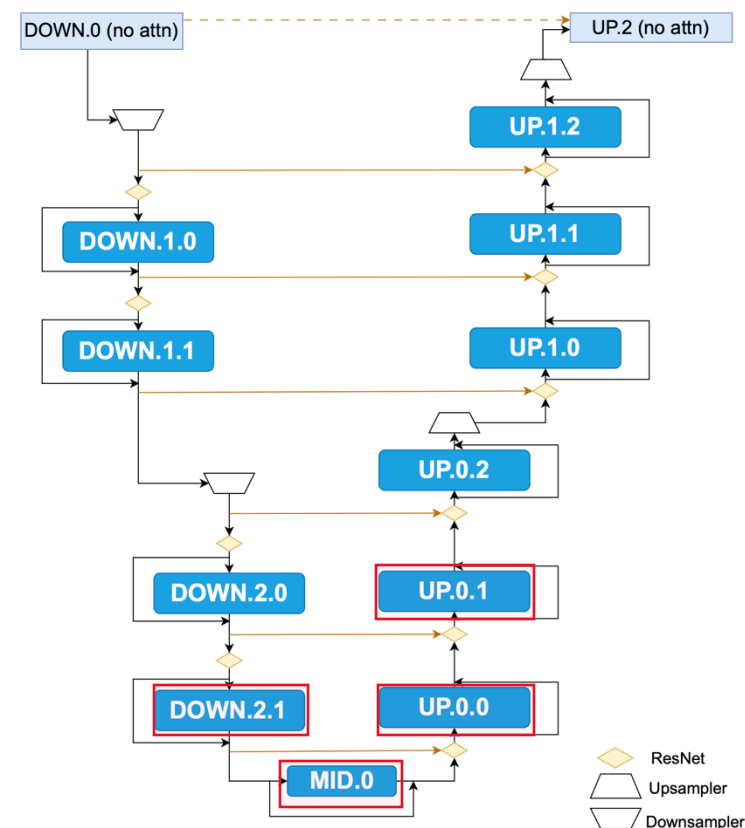 DOWN.0 (no attn)
UP.2 (no attn)
UP.1.2
DOWN.1.0
UP.1.1
DOWN.1.1
UP.1.0
UP.0.2
DOWN.2.0
UP.0.1
DOWN.2.1
UP.0.0
MID.0
ResNet
Upsampler
Downsampler